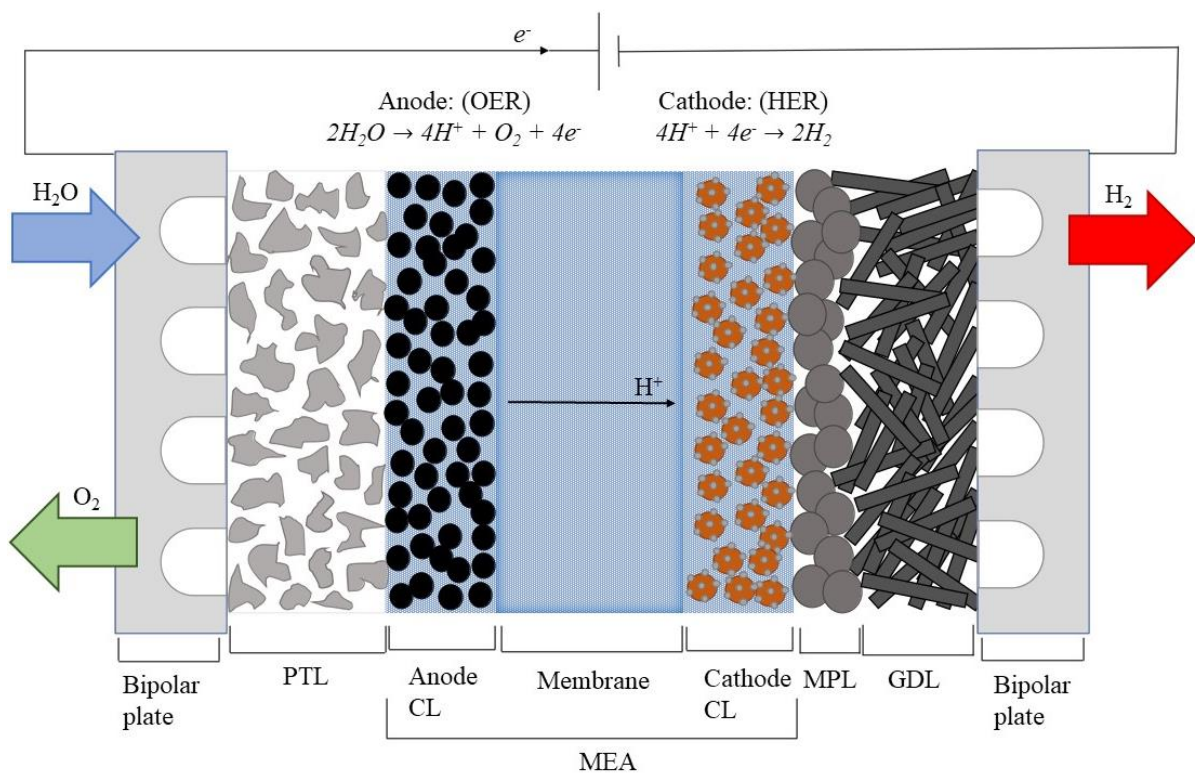 e-
Anode: (OER)
2H2O → 4H+ + O2 + 4e-
Cathode: (HER)
4H+ + 4e- → 2H2
H2O
H2
H+
O2
Bipolar
plate
PTL
Anode
CL
Membrane
Cathode
CL
MPL
GDL
Bipolar
plate
MEA